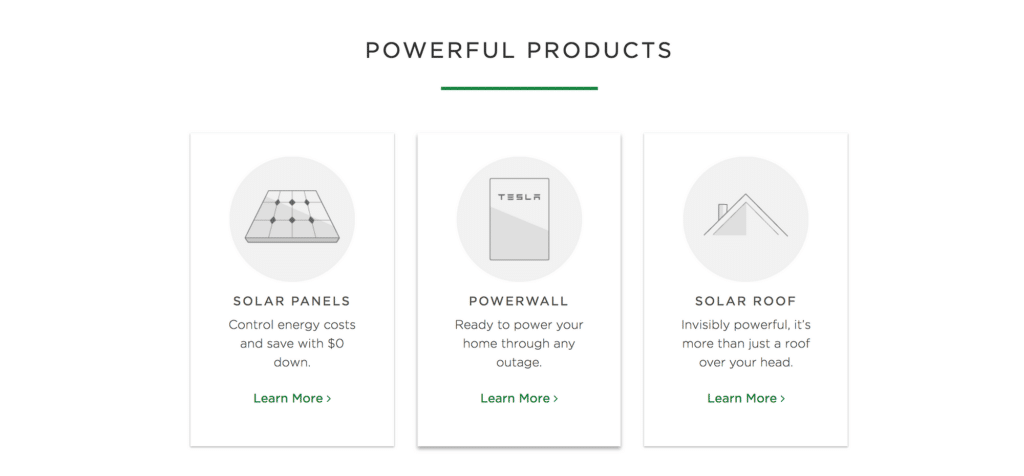 POWERFUL PRODUCTS
TESLA
SOLAR PANELS
Control energy costs
and save with $0
down.
Learn More >
POWERWALL
Ready to power your
home through any
outage.
Learn More >
SOLAR ROOF
Invisibly powerful, it’s
more than just a roof
over your head.
Learn More >